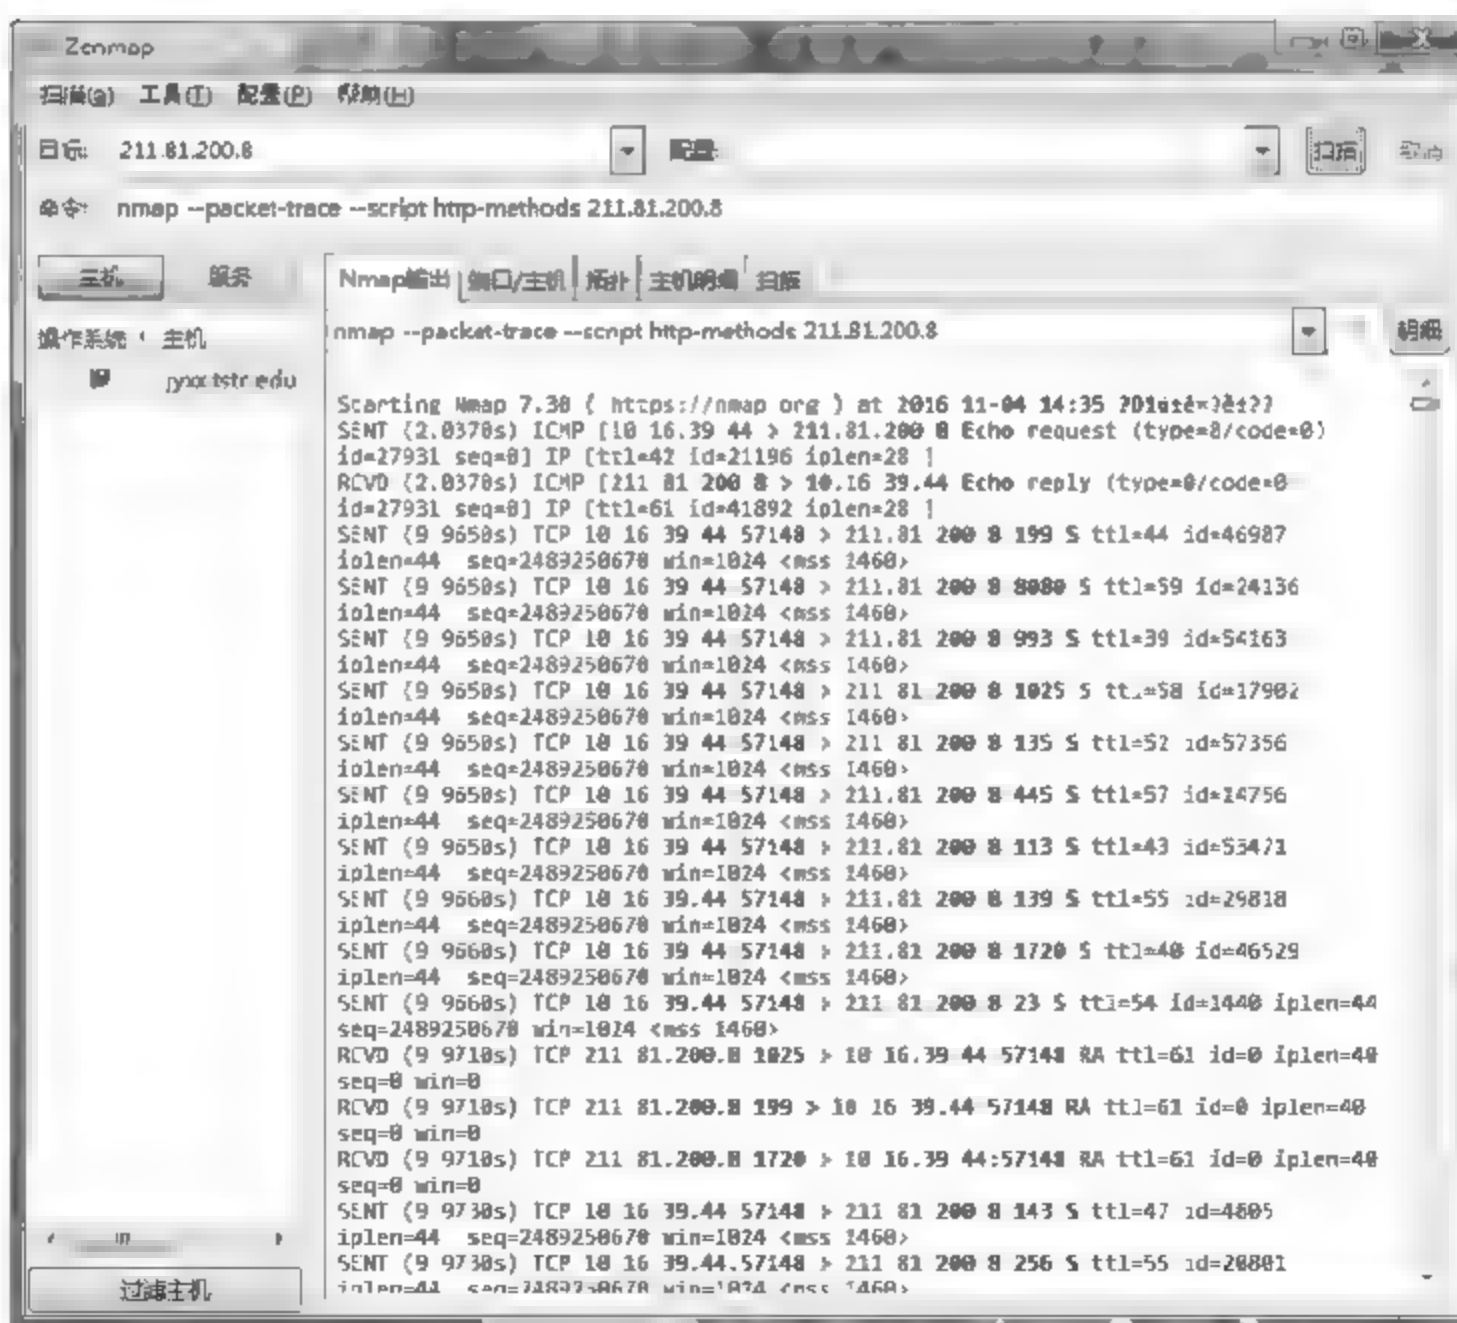 Zenmap
扫描(a) 工具(T) 配置(P) 帮助(H)
目标: 211.81.200.8 配置: 扫描 取消
命令: nmap --packet-trace --script http-methods 211.81.200.8
主机 服务 Nmap输出 端口/主机 拓扑 主机明细 扫描
操作系统 主机 nmap --packet-trace --script http-methods 211.81.200.8 明细
Starting Nmap 7.30 ( https://nmap org ) at 2016 11-04 14:35
SENT (2.0370s) ICMP [10 16.39 44 > 211.81.200 8 Echo request (type=8/code=0)
id=27931 seq=0] IP [ttl=42 id=21196 iplen=28 ]
RCVD (2.0370s) ICMP [211 81 200 8 > 10.16 39.44 Echo reply (type=0/code=0
id=27931 seq=0] IP [ttl=61 id=41892 iplen=28 ]
SENT (9 9650s) TCP 10 16 39 44 57148 > 211.81 200 8 199 S ttl=44 id=46987
iplen=44 seq=2489250670 win=1024 <mss 1460>
SENT (9 9650s) TCP 10 16 39 44 57148 > 211.81 200 8 8080 S ttl=59 id=24136
iplen=44 seq=2489250670 win=1024 <mss 1460>
SENT (9 9650s) TCP 10 16 39 44 57148 > 211.81 200 8 993 S ttl=39 id=54163
iplen=44 seq=2489250670 win=1024 <mss 1460>
SENT (9 9650s) TCP 10 16 39 44 57148 > 211 81 200 8 1025 S ttl=58 id=17902
iplen=44 seq=2489250670 win=1024 <mss 1460>
SENT (9 9650s) TCP 10 16 39 44 57148 > 211 81 200 8 135 S ttl=52 id=57356
iplen=44 seq=2489250670 win=1024 <mss 1460>
SENT (9 9650s) TCP 10 16 39 44 57148 > 211.81 200 8 445 S ttl=57 id=14756
iplen=44 seq=2489250670 win=1024 <mss 1460>
SENT (9 9650s) TCP 10 16 39 44 57148 > 211.81 200 8 113 S ttl=43 id=53471
iplen=44 seq=2489250670 win=1024 <mss 1460>
SENT (9 9660s) TCP 10 16 39.44 57148 > 211.81 200 8 139 S ttl=55 id=29818
iplen=44 seq=2489250670 win=1024 <mss 1460>
SENT (9 9660s) TCP 10 16 39 44 57148 > 211.81 200 8 1720 S ttl=40 id=46529
iplen=44 seq=2489250670 win=1024 <mss 1460>
SENT (9 9660s) TCP 10 16 39.44 57148 > 211 81 200 8 23 S ttl=54 id=1440 iplen=44
seq=2489250670 win=1024 <mss 1460>
RCVD (9 9710s) TCP 211 81.200.8 1025 > 10 16.39 44 57148 RA ttl=61 id=0 iplen=40
seq=0 win=0
RCVD (9 9710s) TCP 211 81.200.8 199 > 10 16 39.44 57148 RA ttl=61 id=0 iplen=40
seq=0 win=0
RCVD (9 9710s) TCP 211 81.200.8 1720 > 10 16.39 44:57148 RA ttl=61 id=0 iplen=40
seq=0 win=0
SENT (9 9730s) TCP 10 16 39.44 57148 > 211 81 200 8 143 S ttl=47 id=4805
iplen=44 seq=2489250670 win=1024 <mss 1460>
SENT (9 9730s) TCP 10 16 39.44.57148 > 211 81 200 8 256 S ttl=55 id=20801
iplen=44 seq=2489250670 win=1024 <mss 1460>
过滤主机